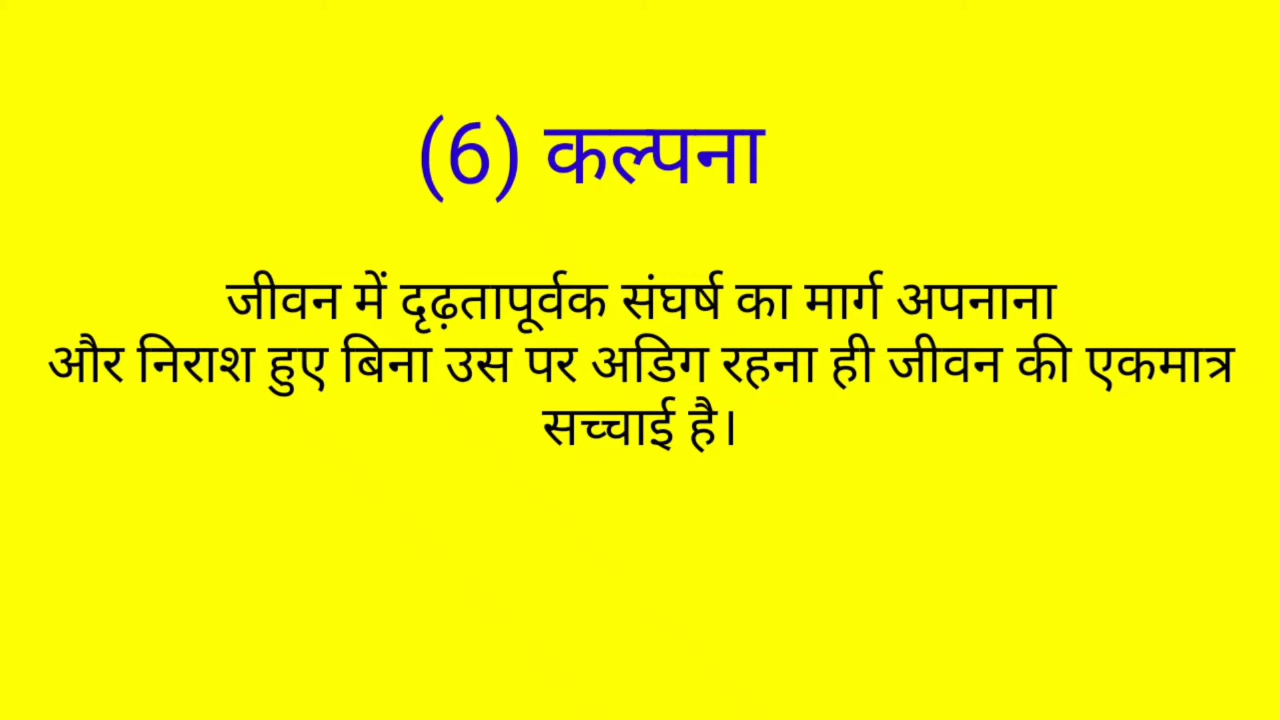 (6) कल्पना
जीवन में दृढ़तापूर्वक संघर्ष का मार्ग अपनाना
और निराश हुए बिना उस पर अडिग रहना ही जीवन की एकमात्र
सच्चाई है।